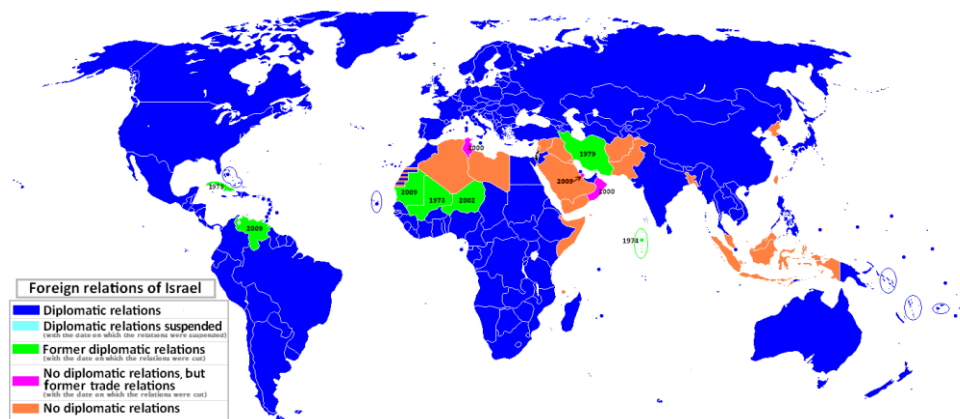 2000
1979
2009
2009
1973
2002
2000
1973
2009
1974
Foreign relations of Israel
Diplomatic relations
Diplomatic relations suspended
(with the date on which the relations were suspended)
Former diplomatic relations
(with the date on which the relations were cut)
No diplomatic relations, but
former trade relations
(with the date on which the relations were cut)
No diplomatic relations